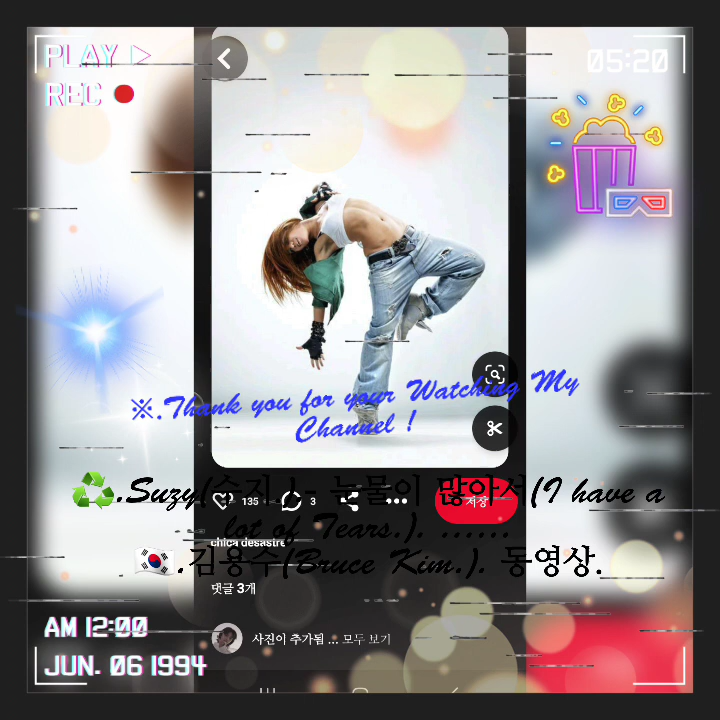 PLAY
05:20
REC
※.Thank you for your Watching My
Channel !
♻️.Suzy(수지.). 눈물이 많아서(I have a
lot of Tears.). ......
135
3
저장
chica desastre
🇰🇷.김용수(Bruce Kim.). 동영상.
댓글 3개
사진이 추가됨 ... 모두 보기
AM 12:00
JUN. 06 1994